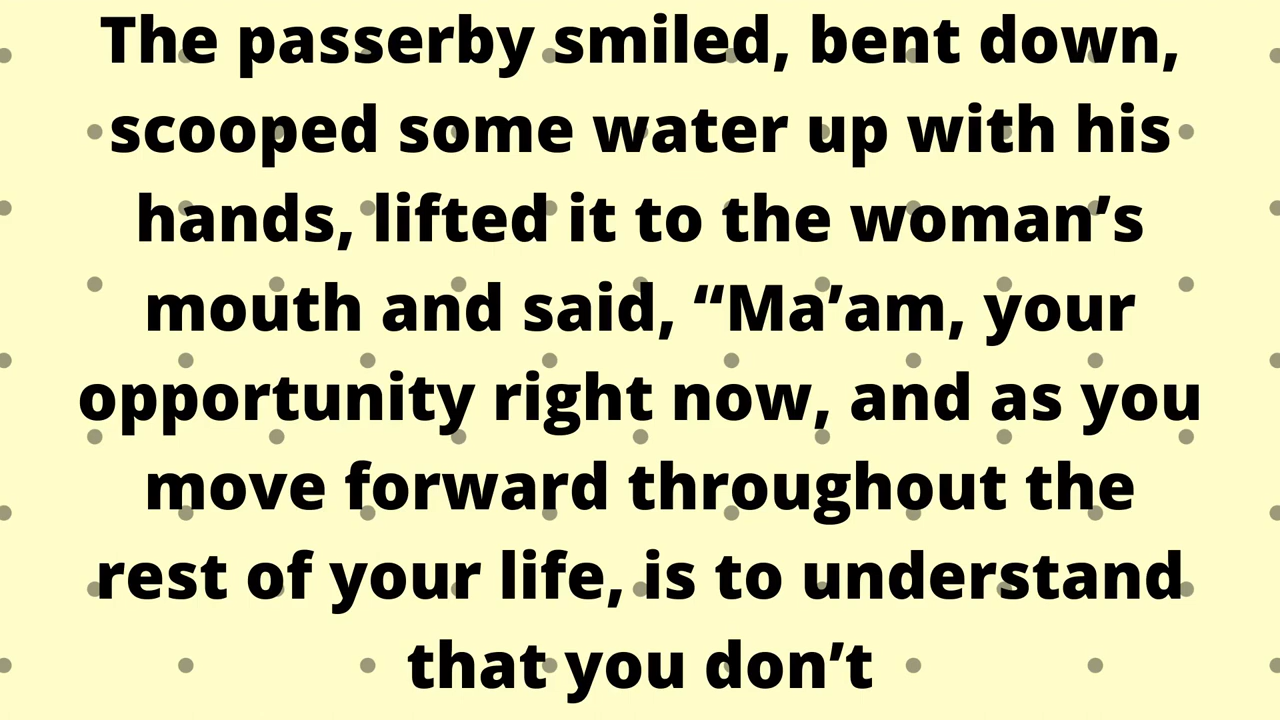 The passerby smiled, bent down,
scooped some water up with his
hands, lifted it to the woman’s
mouth and said, “Ma’am, your
opportunity right now, and as you
move forward throughout the
rest of your life, is to understand
that you don’t